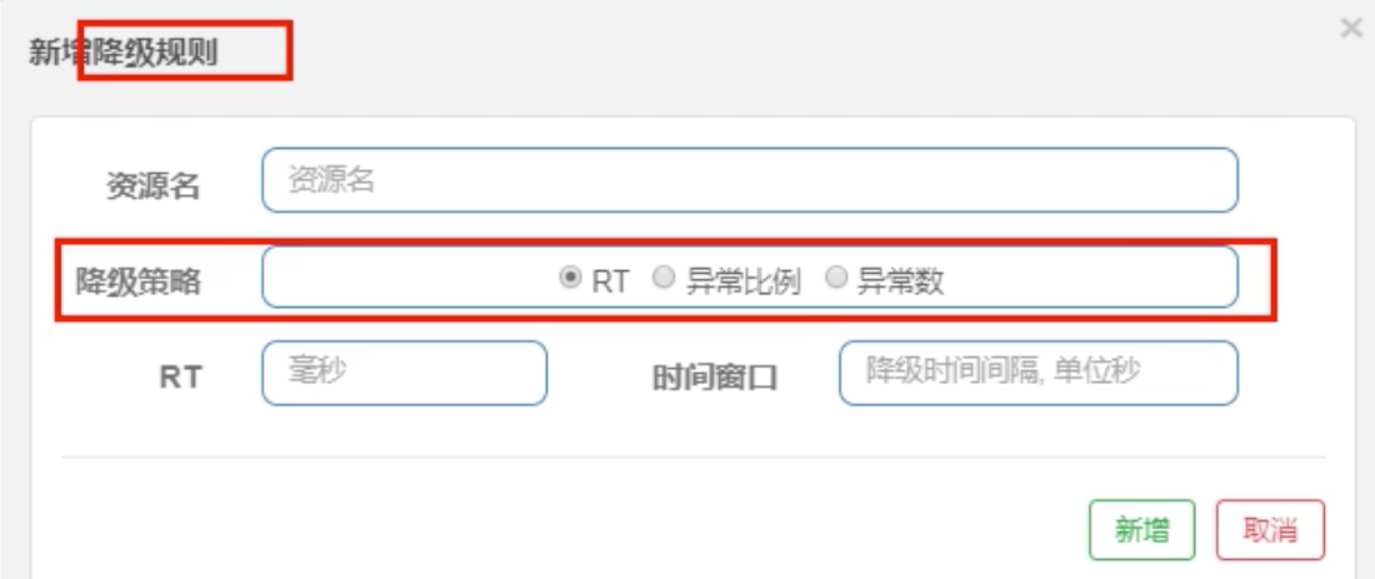 新增降级规则 ×
资源名 资源名
降级策略 RT 异常比例 异常数
RT 毫秒 时间窗口 降级时间间隔, 单位秒
新增 取消